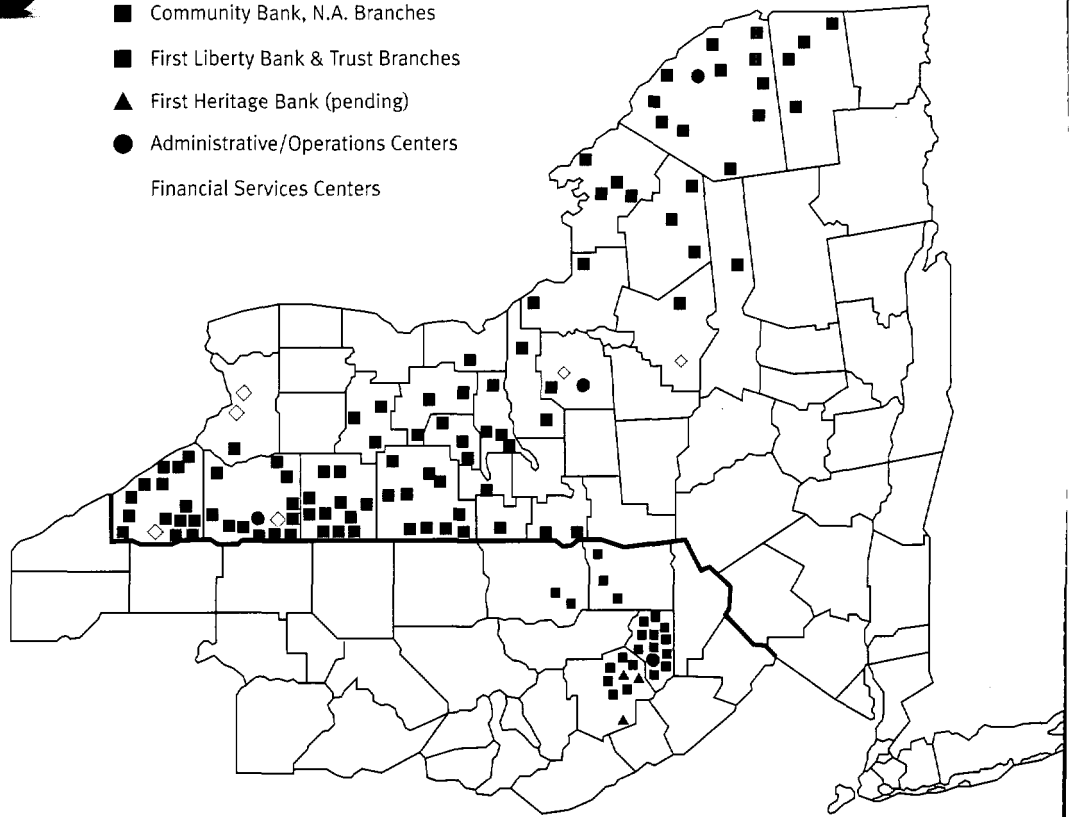 Community Bank, N.A. Branches
First Liberty Bank & Trust Branches
First Heritage Bank (pending)
Administrative/Operations Centers
Financial Services Centers